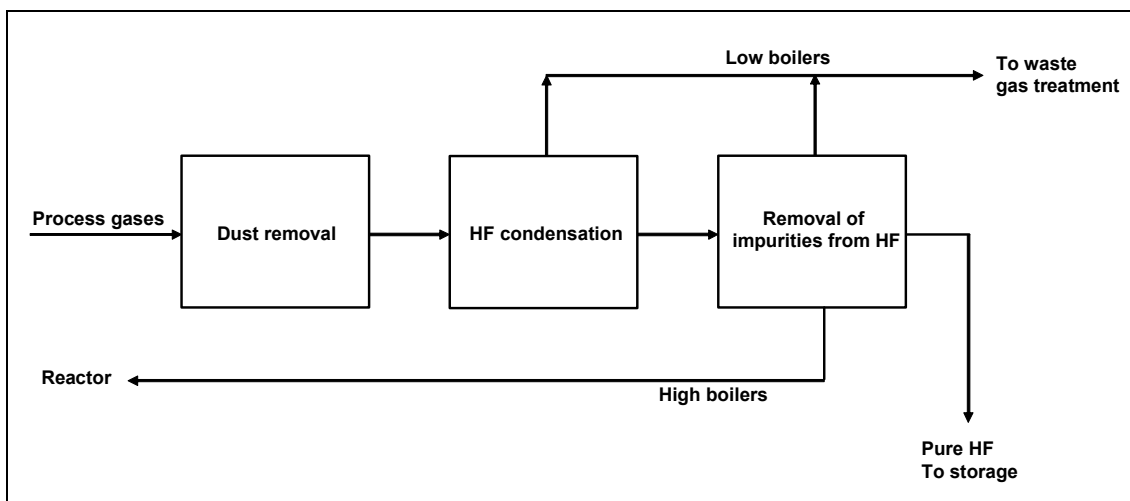 Low boilers
To waste
gas treatment
Process gases
Dust removal
HF condensation
Removal of
impurities from HF
Reactor
High boilers
Pure HF
To storage